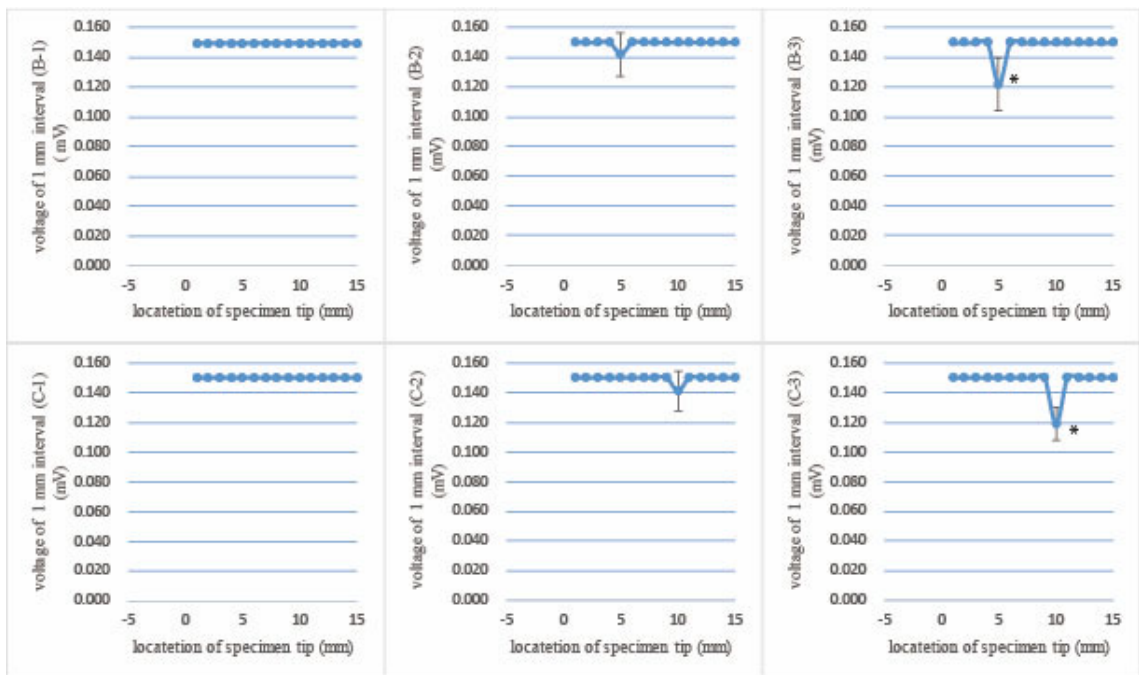 voltage of 1 mm interval (B-1)
( mV)
0.160
0.140
0.120
0.100
0.080
0.060
0.040
0.020
0.000
-5 0 5 10 15
locatetion of specimen tip (mm)
voltage of 1 mm interval (B-2)
(mV)
0.160
0.140
0.120
0.100
0.080
0.060
0.040
0.020
0.000
-5 0 5 10 15
locatetion of specimen tip (mm)
voltage of 1 mm interval (B-3)
(mV)
0.160
0.140
0.120
0.100
0.080
0.060
0.040
0.020
0.000
*
-5 0 5 10 15
locatetion of specimen tip (mm)
voltage of 1 mm interval (C-1)
(mV)
0.160
0.140
0.120
0.100
0.080
0.060
0.040
0.020
0.000
-5 0 5 10 15
locatetion of specimen tip (mm)
voltage of 1 mm interval (C-2)
(mV)
0.160
0.140
0.120
0.100
0.080
0.060
0.040
0.020
0.000
-5 0 5 10 15
locatetion of specimen tip (mm)
voltage of 1 mm interval (C-3)
(mV)
0.160
0.140
0.120
0.100
0.080
0.060
0.040
0.020
0.000
*
-5 0 5 10 15
locatetion of specimen tip (mm)